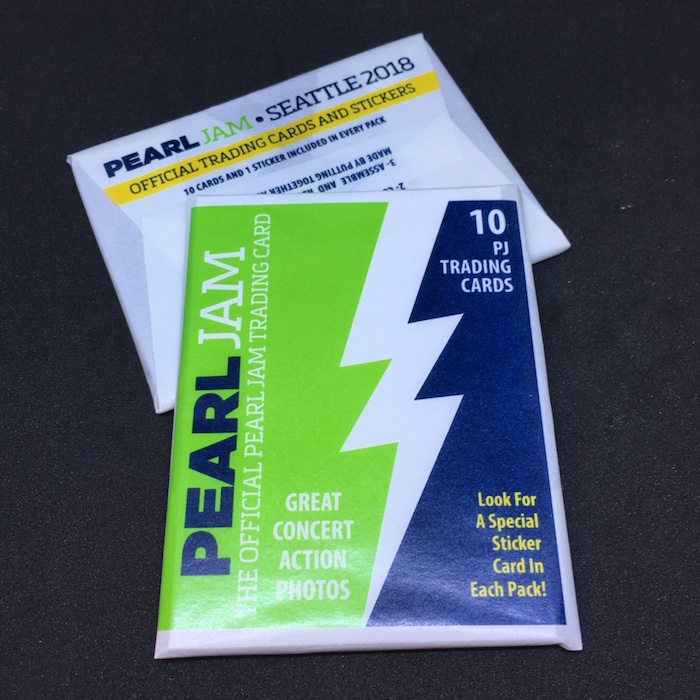 PEARL JAM • SEATTLE 2018
OFFICIAL TRADING CARDS AND STICKERS
10 CARDS AND 1 STICKER INCLUDED IN EVERY PACK
MADE BY PUTTING TOGETHER
3- ASSEMBLE AND
2-
PEARL JAM
THE OFFICIAL PEARL JAM TRADING CARD
10
PJ
TRADING
CARDS
GREAT
CONCERT
ACTION
PHOTOS
Look For
A Special
Sticker
Card In
Each Pack!